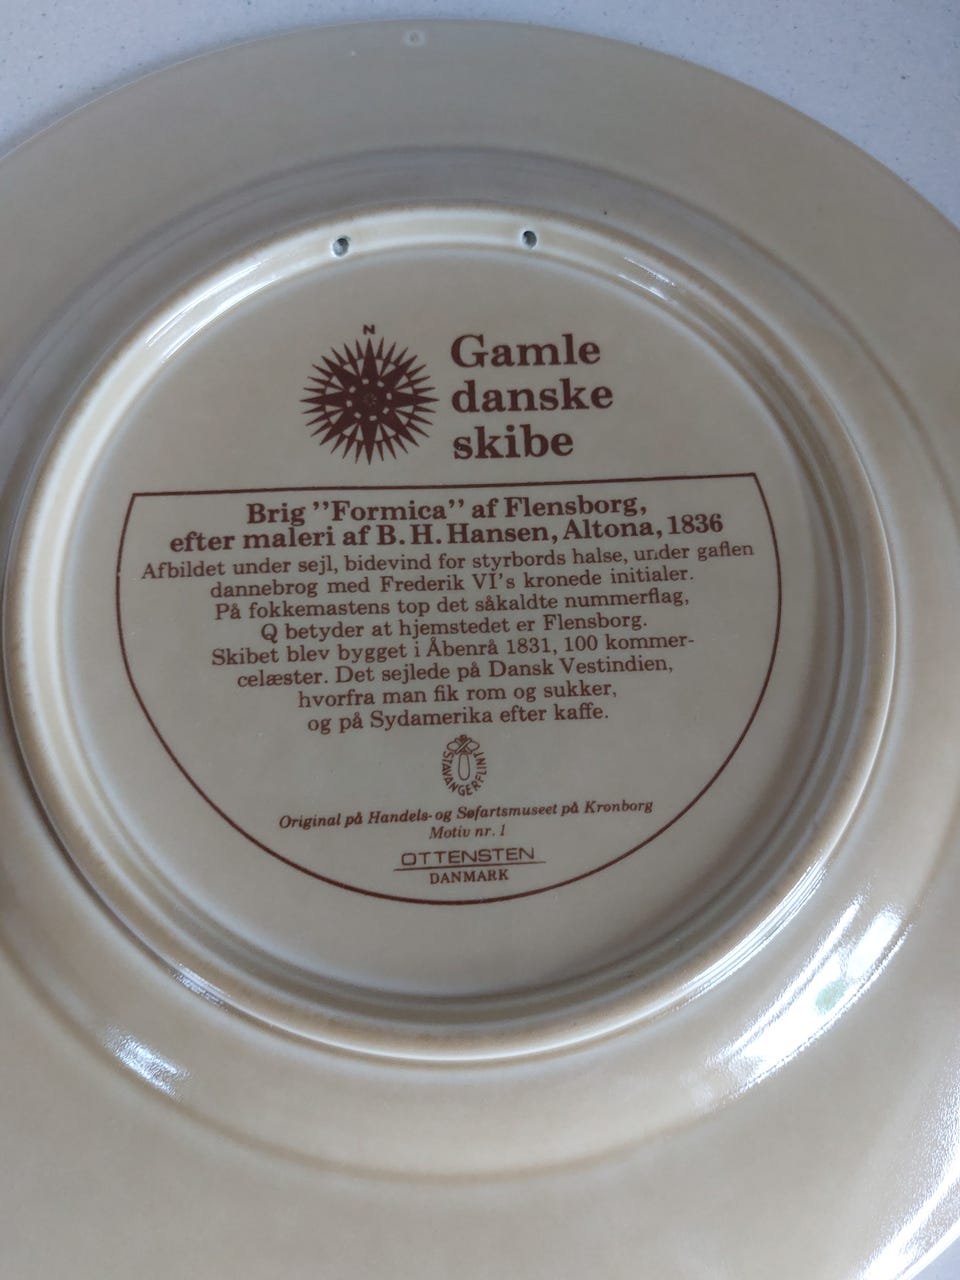 N
Gamle
danske
skibe
Brig ”Formica” af Flensborg,
efter maleri af B. H. Hansen, Altona, 1836
Afbildet under sejl, bidevind for styrbords halse, under gaflen
dannebrog med Frederik VI's kronede initialer.
På fokkemastens top det såkaldte nummerflag,
Q betyder at hjemstedet er Flensborg.
Skibet blev bygget i Åbenrå 1831, 100 kommer-
celæster. Det sejlede på Dansk Vestindien,
hvorfra man fik rom og sukker,
og på Sydamerika efter kaffe.
STAVANGERFLINT
Original på Handels- og Søfartsmuseet på Kronborg
Motiv nr. 1
OTTENSTEN
DANMARK